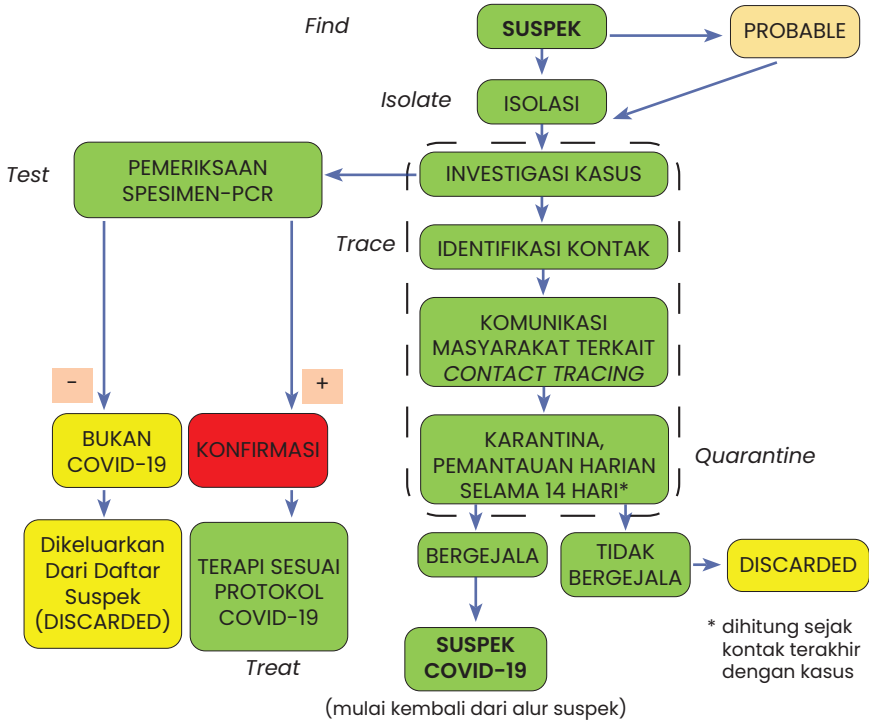 Find
SUSPEK
PROBABLE
Isolate
ISOLASI
Test
PEMERIKSAAN
SPESIMEN-PCR
INVESTIGASI KASUS
Trace
IDENTIFIKASI KONTAK
KOMUNIKASI
MASYARAKAT TERKAIT
CONTACT TRACING
-
+
BUKAN
COVID-19
KONFIRMASI
KARANTINA,
PEMANTAUAN HARIAN
SELAMA 14 HARI*
Quarantine
Dikeluarkan
Dari Daftar
Suspek
(DISCARDED)
TERAPI SESUAI
PROTOKOL
COVID-19
Treat
BERGEJALA
TIDAK
BERGEJALA
DISCARDED
SUSPEK
COVID-19
(mulai kembali dari alur suspek)
* dihitung sejak
kontak terakhir
dengan kasus